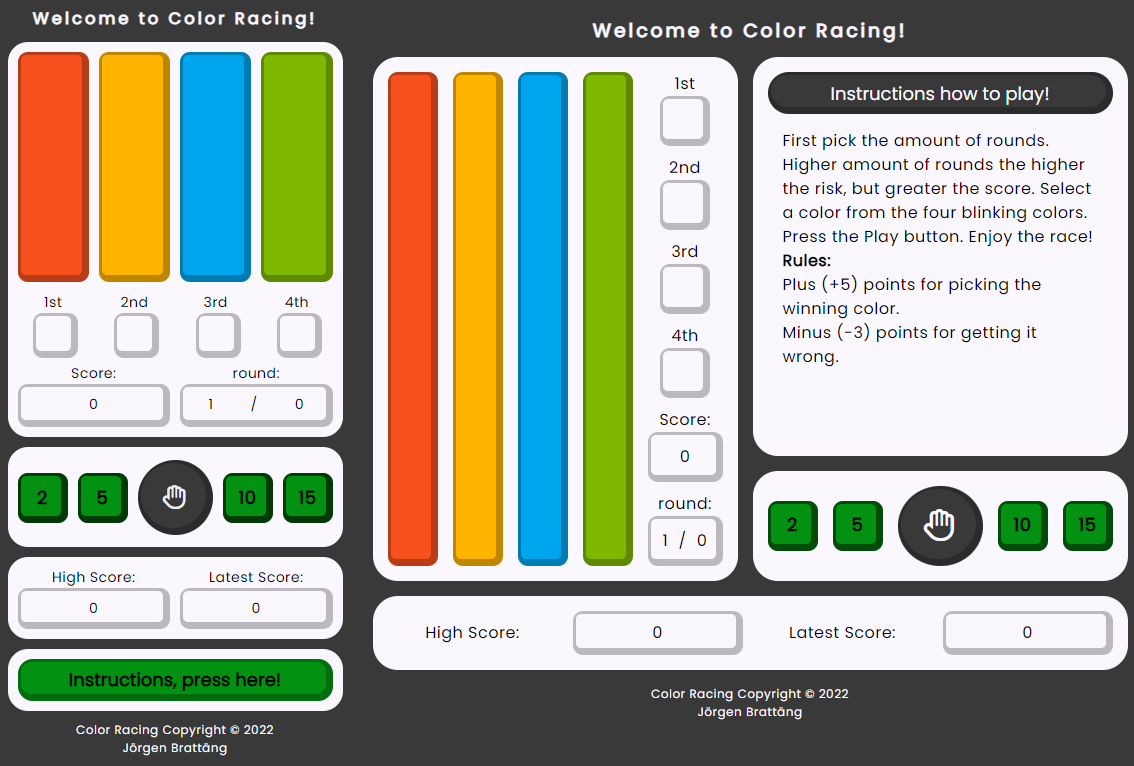 Welcome to Color Racing!
1st 2nd 3rd 4th
Score: round:
0 1 / 0
2 5 10 15
High Score: Latest Score:
0 0
Instructions, press here!
Color Racing Copyright © 2022
Jörgen Brattäng
Welcome to Color Racing!
1st
2nd
3rd
4th
Score:
0
round:
1 / 0
Instructions how to play!
First pick the amount of rounds.
Higher amount of rounds the higher
the risk, but greater the score. Select
a color from the four blinking colors.
Press the Play button. Enjoy the race!
Rules:
Plus (+5) points for picking the
winning color.
Minus (-3) points for getting it
wrong.
2 5 10 15
High Score: 0 Latest Score: 0
Color Racing Copyright © 2022
Jörgen Brattäng